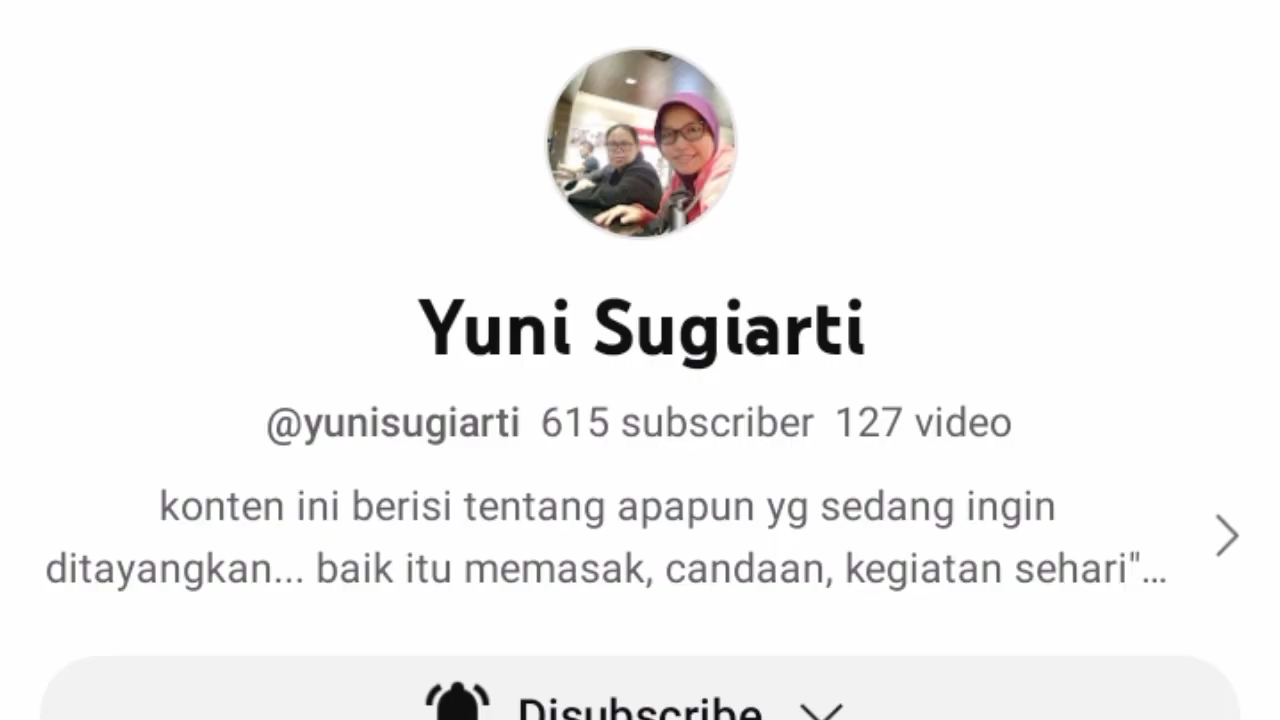 Yuni Sugiarti
@yunisugiarti 615 subscriber 127 video
konten ini berisi tentang apapun yg sedang ingin
ditayangkan... baik itu memasak, candaan, kegiatan sehari"...
Disubscribe